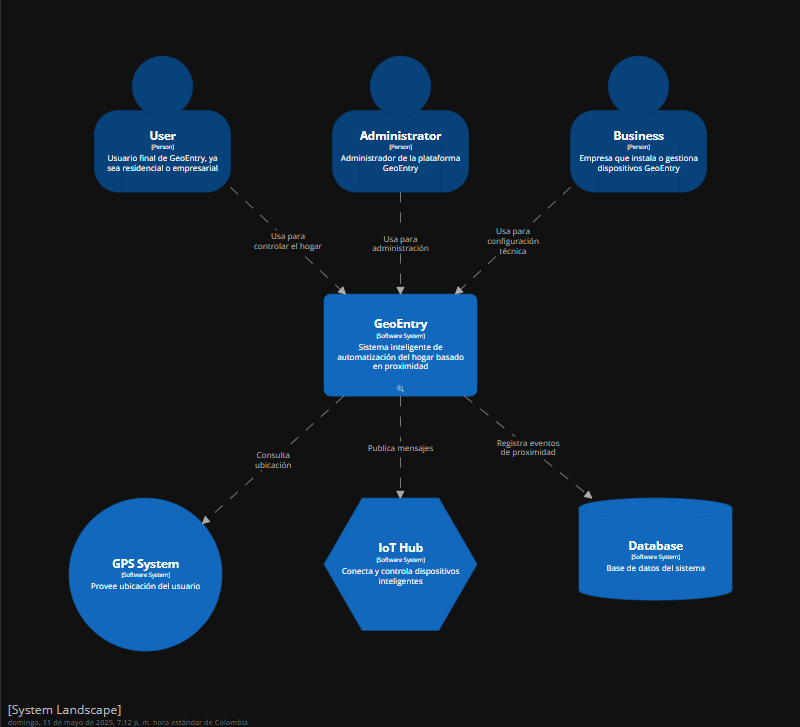 User
[Person]
Usuario final de GeoEntry, ya
sea residencial o empresarial
Administrator
[Person]
Administrador de la plataforma
GeoEntry
Business
[Person]
Empresa que instala o gestiona
dispositivos GeoEntry
Usa para
controlar el hogar
Usa para
administración
Usa para
configuración
técnica
GeoEntry
[Software System]
Sistema inteligente de
automatización del hogar basado
en proximidad
Consulta
ubicación
Publica mensajes
Registra eventos
de proximidad
GPS System
[Software System]
Provee ubicación del usuario
IoT Hub
[Software System]
Conecta y controla dispositivos
inteligentes
Database
[Software System]
Base de datos del sistema
[System Landscape]
domingo, 11 de mayo de 2025, 7:12 p. m. hora estándar de Colombia